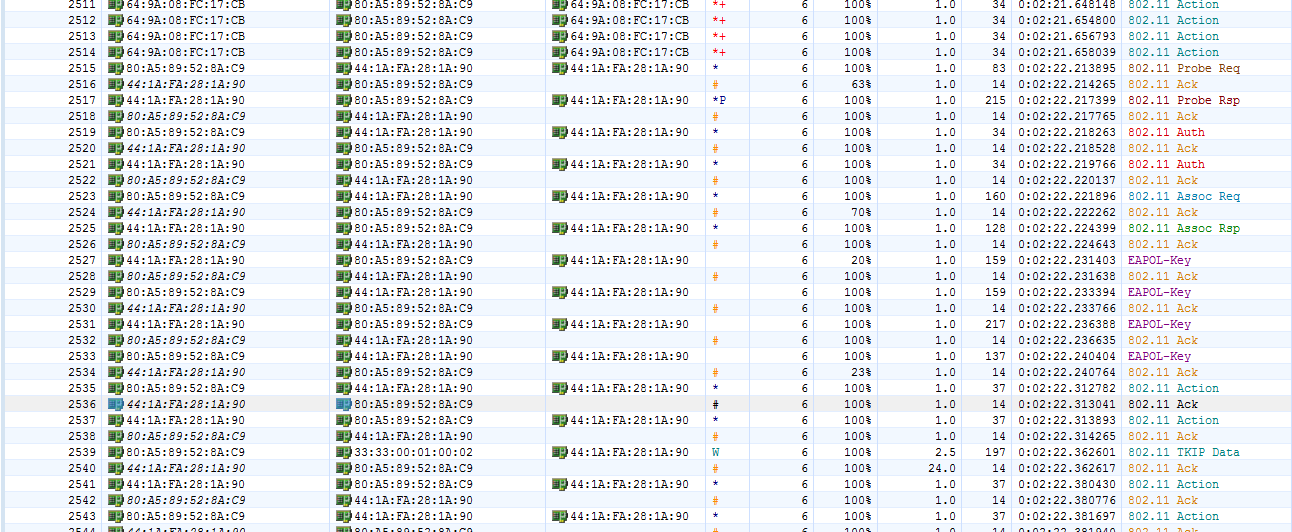 2511 64:9A:08:FC:17:CB 80:A5:89:52:8A:C9 64:9A:08:FC:17:CB *+ 6 100% 1.0 34 0:02:21.648148 802.11 Action
2512 64:9A:08:FC:17:CB 80:A5:89:52:8A:C9 64:9A:08:FC:17:CB *+ 6 100% 1.0 34 0:02:21.654800 802.11 Action
2513 64:9A:08:FC:17:CB 80:A5:89:52:8A:C9 64:9A:08:FC:17:CB *+ 6 100% 1.0 34 0:02:21.656793 802.11 Action
2514 64:9A:08:FC:17:CB 80:A5:89:52:8A:C9 64:9A:08:FC:17:CB *+ 6 100% 1.0 34 0:02:21.658039 802.11 Action
2515 80:A5:89:52:8A:C9 44:1A:FA:28:1A:90 * 6 100% 1.0 83 0:02:22.213895 802.11 Probe Req
2516 44:1A:FA:28:1A:90 80:A5:89:52:8A:C9 # 6 63% 1.0 14 0:02:22.214265 802.11 Ack
2517 44:1A:FA:28:1A:90 80:A5:89:52:8A:C9 44:1A:FA:28:1A:90 *P 6 100% 1.0 215 0:02:22.217399 802.11 Probe Rsp
2518 80:A5:89:52:8A:C9 44:1A:FA:28:1A:90 # 6 100% 1.0 14 0:02:22.217765 802.11 Ack
2519 80:A5:89:52:8A:C9 44:1A:FA:28:1A:90 44:1A:FA:28:1A:90 * 6 100% 1.0 34 0:02:22.218263 802.11 Auth
2520 44:1A:FA:28:1A:90 80:A5:89:52:8A:C9 # 6 100% 1.0 14 0:02:22.218528 802.11 Ack
2521 44:1A:FA:28:1A:90 80:A5:89:52:8A:C9 44:1A:FA:28:1A:90 * 6 100% 1.0 34 0:02:22.219766 802.11 Auth
2522 80:A5:89:52:8A:C9 44:1A:FA:28:1A:90 # 6 100% 1.0 14 0:02:22.220137 802.11 Ack
2523 80:A5:89:52:8A:C9 44:1A:FA:28:1A:90 44:1A:FA:28:1A:90 * 6 100% 1.0 160 0:02:22.221896 802.11 Assoc Req
2524 44:1A:FA:28:1A:90 80:A5:89:52:8A:C9 # 6 70% 1.0 14 0:02:22.222262 802.11 Ack
2525 44:1A:FA:28:1A:90 80:A5:89:52:8A:C9 44:1A:FA:28:1A:90 * 6 100% 1.0 128 0:02:22.224399 802.11 Assoc Rsp
2526 80:A5:89:52:8A:C9 44:1A:FA:28:1A:90 # 6 100% 1.0 14 0:02:22.224643 802.11 Ack
2527 44:1A:FA:28:1A:90 80:A5:89:52:8A:C9 44:1A:FA:28:1A:90 6 20% 1.0 159 0:02:22.231403 EAPOL-Key
2528 80:A5:89:52:8A:C9 44:1A:FA:28:1A:90 # 6 100% 1.0 14 0:02:22.231638 802.11 Ack
2529 80:A5:89:52:8A:C9 44:1A:FA:28:1A:90 44:1A:FA:28:1A:90 6 100% 1.0 159 0:02:22.233394 EAPOL-Key
2530 44:1A:FA:28:1A:90 80:A5:89:52:8A:C9 # 6 100% 1.0 14 0:02:22.233766 802.11 Ack
2531 44:1A:FA:28:1A:90 80:A5:89:52:8A:C9 44:1A:FA:28:1A:90 6 100% 1.0 217 0:02:22.236388 EAPOL-Key
2532 80:A5:89:52:8A:C9 44:1A:FA:28:1A:90 # 6 100% 1.0 14 0:02:22.236635 802.11 Ack
2533 80:A5:89:52:8A:C9 44:1A:FA:28:1A:90 44:1A:FA:28:1A:90 6 100% 1.0 137 0:02:22.240404 EAPOL-Key
2534 44:1A:FA:28:1A:90 80:A5:89:52:8A:C9 # 6 23% 1.0 14 0:02:22.240764 802.11 Ack
2535 80:A5:89:52:8A:C9 44:1A:FA:28:1A:90 44:1A:FA:28:1A:90 * 6 100% 1.0 37 0:02:22.312782 802.11 Action
2536 44:1A:FA:28:1A:90 80:A5:89:52:8A:C9 # 6 100% 1.0 14 0:02:22.313041 802.11 Ack
2537 44:1A:FA:28:1A:90 80:A5:89:52:8A:C9 44:1A:FA:28:1A:90 * 6 100% 1.0 37 0:02:22.313893 802.11 Action
2538 80:A5:89:52:8A:C9 44:1A:FA:28:1A:90 # 6 100% 1.0 14 0:02:22.314265 802.11 Ack
2539 80:A5:89:52:8A:C9 33:33:00:01:00:02 44:1A:FA:28:1A:90 W 6 100% 2.5 197 0:02:22.362601 802.11 TKIP Data
2540 44:1A:FA:28:1A:90 80:A5:89:52:8A:C9 # 6 100% 24.0 14 0:02:22.362617 802.11 Ack
2541 44:1A:FA:28:1A:90 80:A5:89:52:8A:C9 44:1A:FA:28:1A:90 * 6 100% 1.0 37 0:02:22.380430 802.11 Action
2542 80:A5:89:52:8A:C9 44:1A:FA:28:1A:90 # 6 100% 1.0 14 0:02:22.380776 802.11 Ack
2543 80:A5:89:52:8A:C9 44:1A:FA:28:1A:90 44:1A:FA:28:1A:90 * 6 100% 1.0 37 0:02:22.381697 802.11 Action
2544 44:1A:FA:28:1A:90 80:A5:89:52:8A:C9 # 6 100% 1.0 14 0:02:22.381940 802.11 Ack